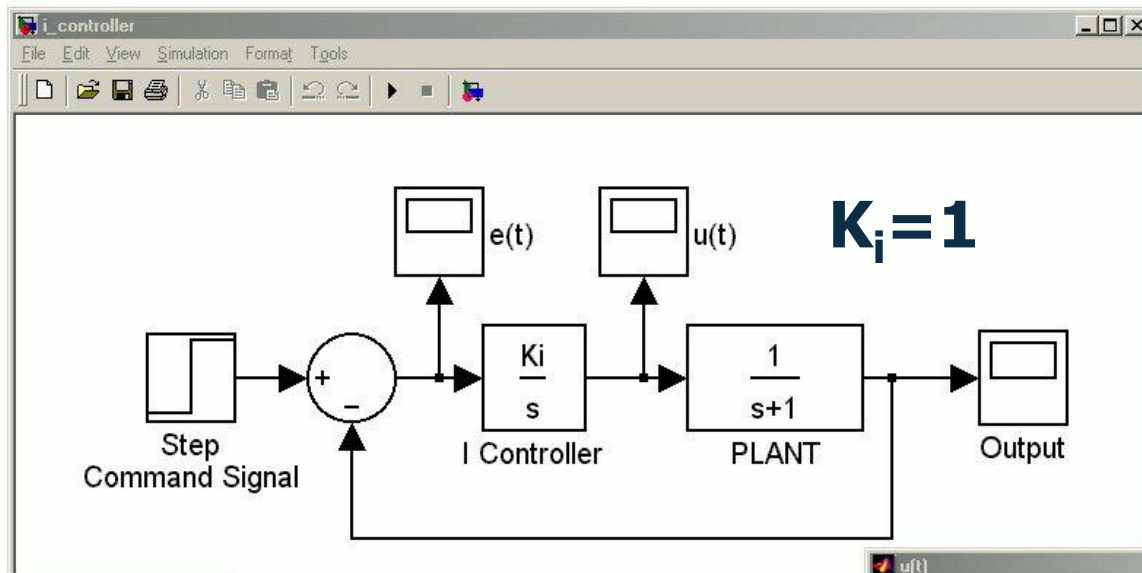 i_controller
File Edit View Simulation Format Tools
Ki=1
e(t)
u(t)
+
−
Ki
s
1
s+1
Step
Command Signal
I Controller
PLANT
Output
u(t)